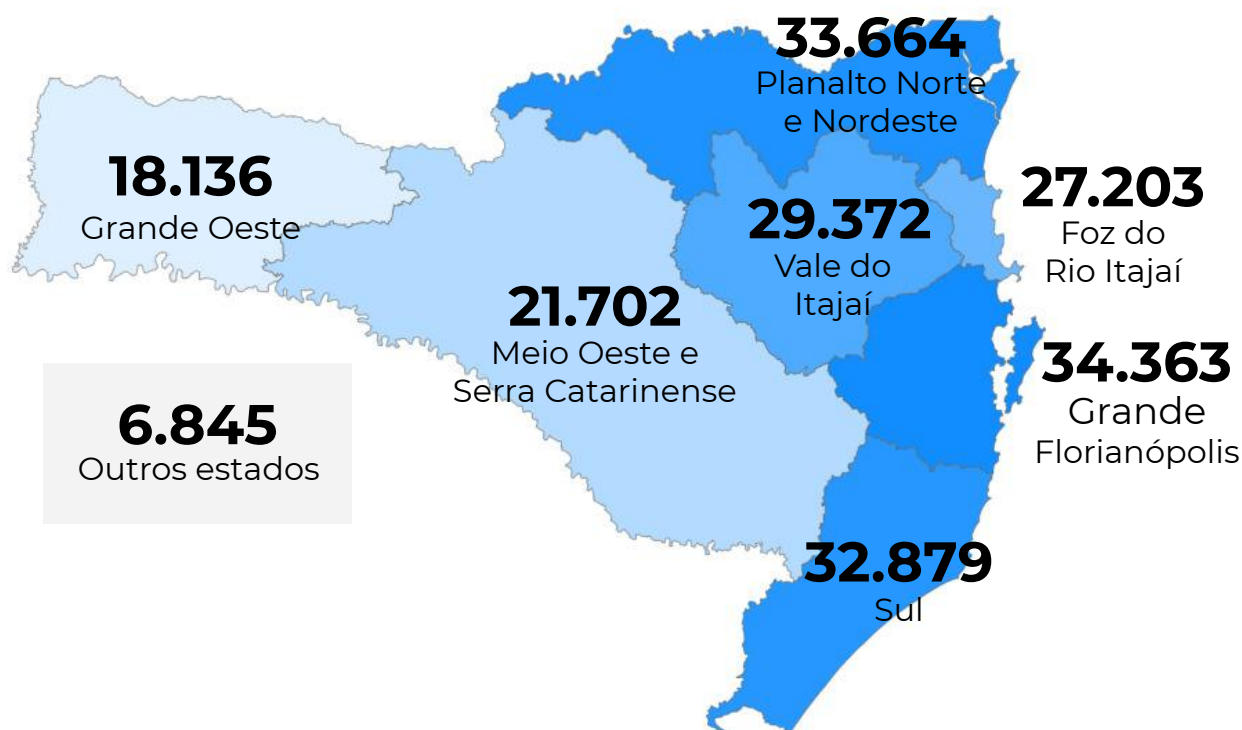 33.664
Planalto Norte
e Nordeste
18.136
Grande Oeste
27.203
Foz do
Rio Itajaí
29.372
Vale do
Itajaí
21.702
Meio Oeste e
Serra Catarinense
34.363
Grande
Florianópolis
6.845
Outros estados
32.879
Sul